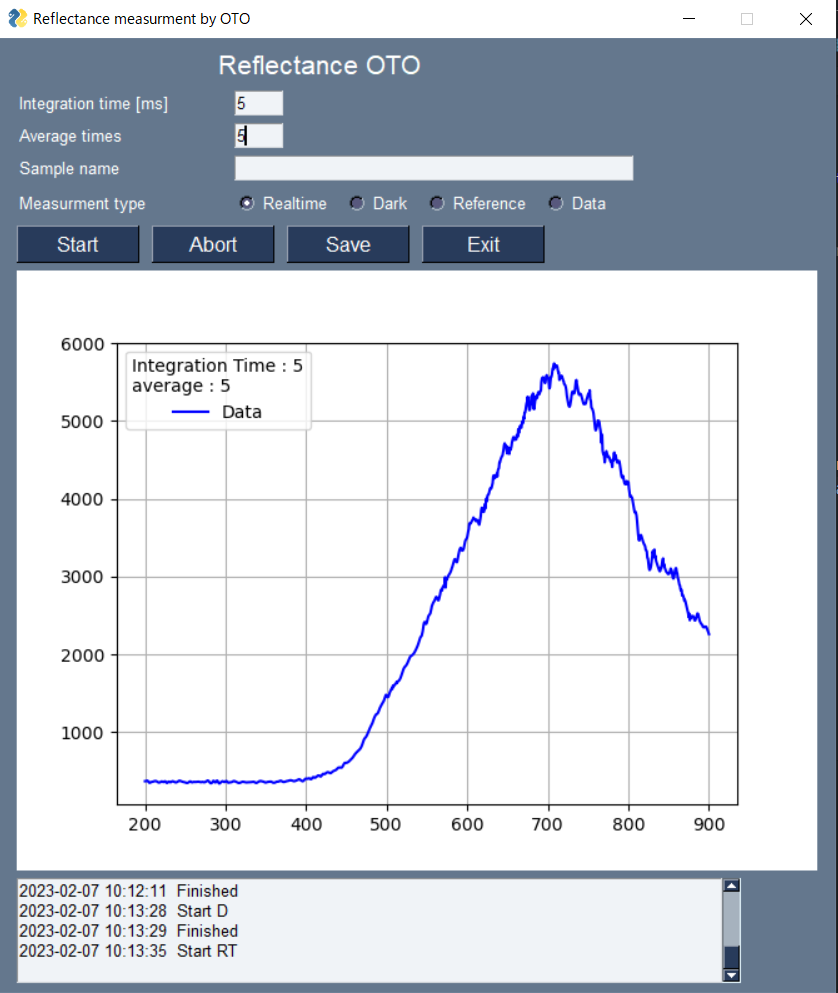 Reflectance measurment by OTO
Reflectance OTO
Integration time [ms] 5
Average times 5
Sample name
Measurment type Realtime Dark Reference Data
Start Abort Save Exit
6000
Integration Time : 5
average : 5
Data
5000
4000
3000
2000
1000
200 300 400 500 600 700 800 900
2023-02-07 10:12:11 Finished
2023-02-07 10:13:28 Start D
2023-02-07 10:13:29 Finished
2023-02-07 10:13:35 Start RT